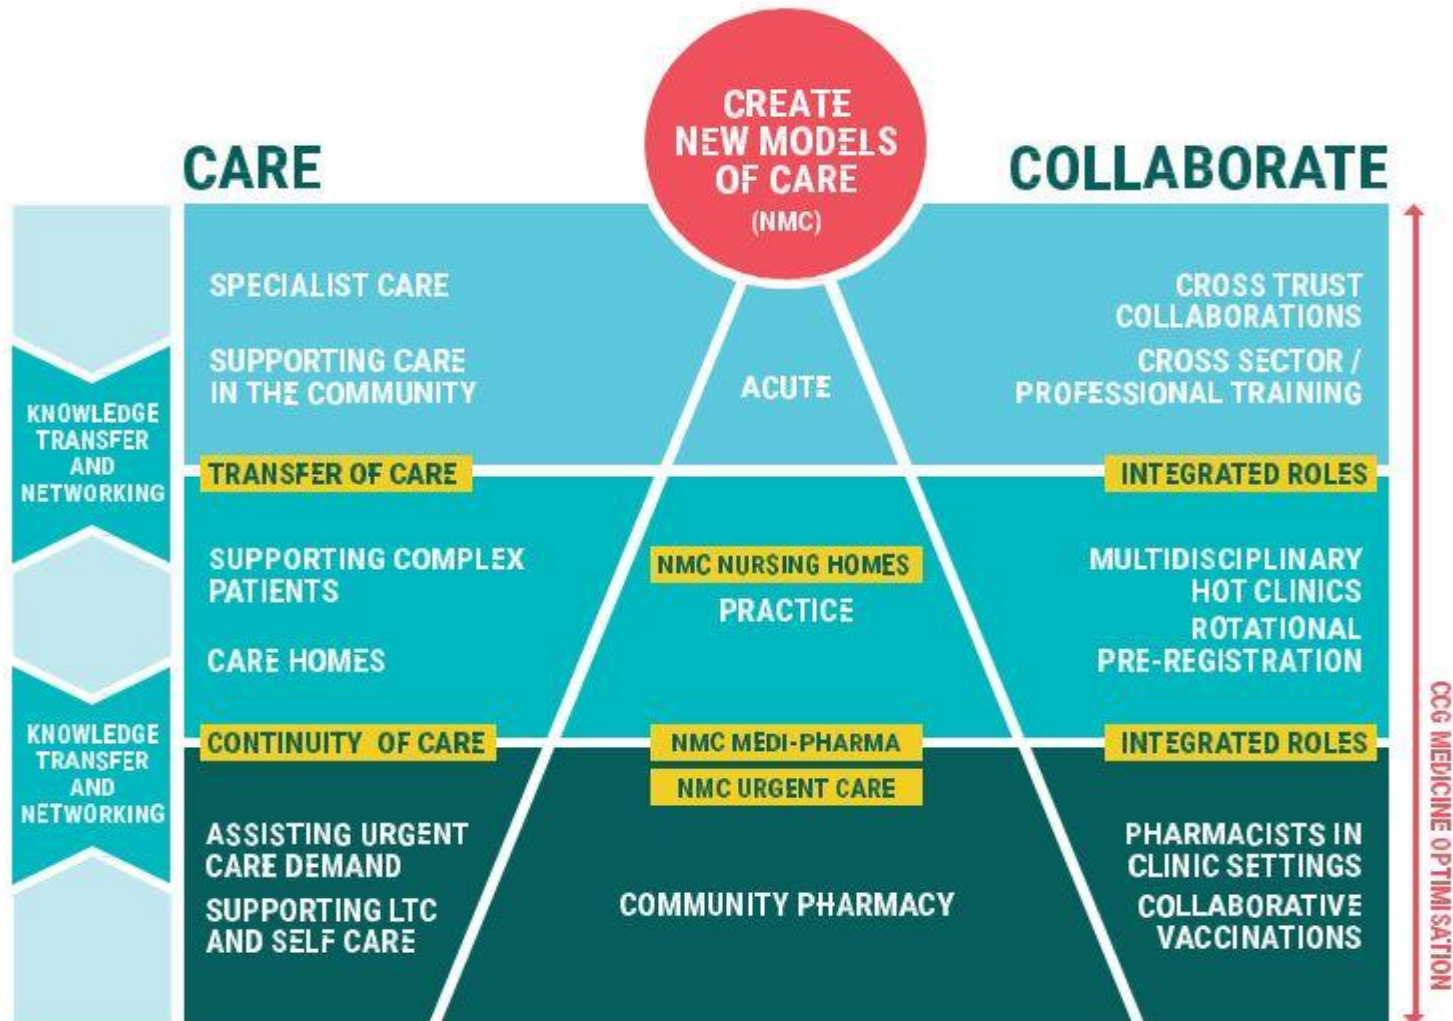 CREATE
NEW MODELS
OF CARE
(NMC)
CARE
COLLABORATE
SPECIALIST CARE
SUPPORTING CARE
IN THE COMMUNITY
ACUTE
CROSS TRUST
COLLABORATIONS
CROSS SECTOR /
PROFESSIONAL TRAINING
KNOWLEDGE
TRANSFER
AND
NETWORKING
TRANSFER OF CARE
INTEGRATED ROLES
SUPPORTING COMPLEX
PATIENTS
CARE HOMES
NMC NURSING HOMES
PRACTICE
MULTIDISCIPLINARY
HOT CLINICS
ROTATIONAL
PRE-REGISTRATION
KNOWLEDGE
TRANSFER
AND
NETWORKING
CONTINUITY OF CARE
NMC MEDI-PHARMA
NMC URGENT CARE
INTEGRATED ROLES
ASSISTING URGENT
CARE DEMAND
SUPPORTING LTC
AND SELF CARE
COMMUNITY PHARMACY
PHARMACISTS IN
CLINIC SETTINGS
COLLABORATIVE
VACCINATIONS
CCG MEDICINE OPTIMISATION